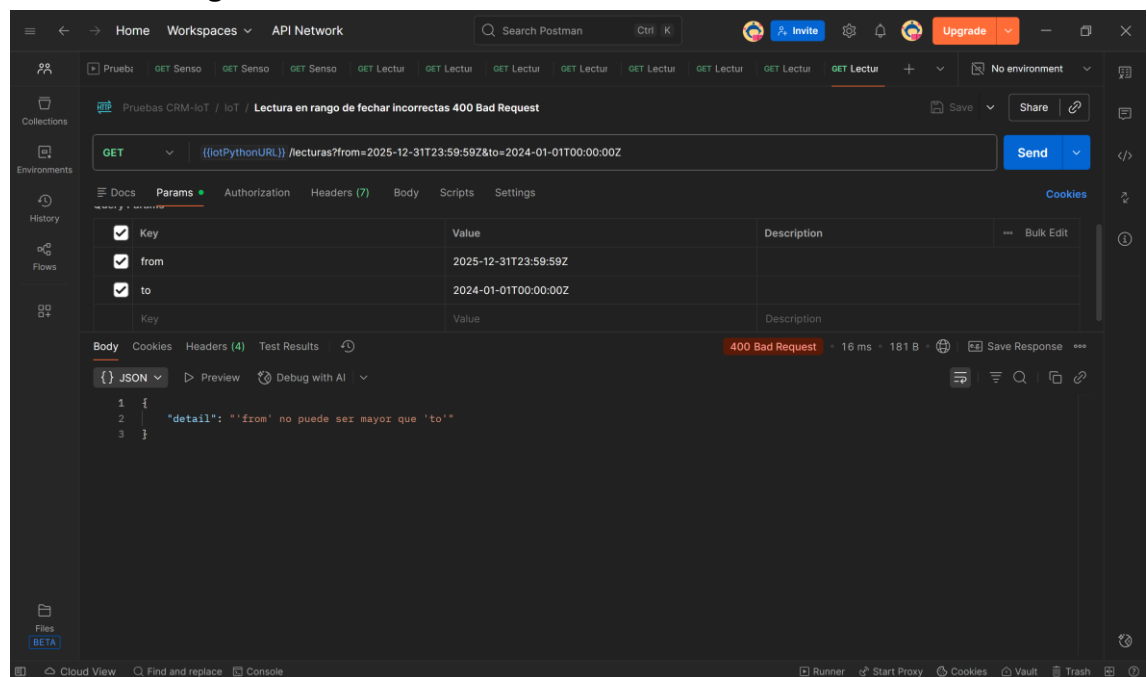 Home Workspaces API Network Search Postman Ctrl K Invite Upgrade
Prueba GET Senso GET Senso GET Senso GET Lectur GET Lectur GET Lectur GET Lectur GET Lectur GET Lectur GET Lectur GET Lectur No environment
Collections
Environments
History
Flows
Files
BETA
HTTP Pruebas CRM-IoT / IoT / Lectura en rango de fechar incorrectas 400 Bad Request Save Share
GET {{iotPythonURL}} /lecturas?from=2025-12-31T23:59:59Z&to=2024-01-01T00:00:00Z Send
Docs Params Authorization Headers (7) Body Scripts Settings Cookies
Query Params
Key Value Description Bulk Edit
from 2025-12-31T23:59:59Z
to 2024-01-01T00:00:00Z
Key Value Description
Body Cookies Headers (4) Test Results 400 Bad Request 16 ms 181 B Save Response
{} JSON Preview Debug with AI
1 {
2 "detail": "'from' no puede ser mayor que 'to'"
3 }
Cloud View Find and replace Console Runner Start Proxy Cookies Vault Trash